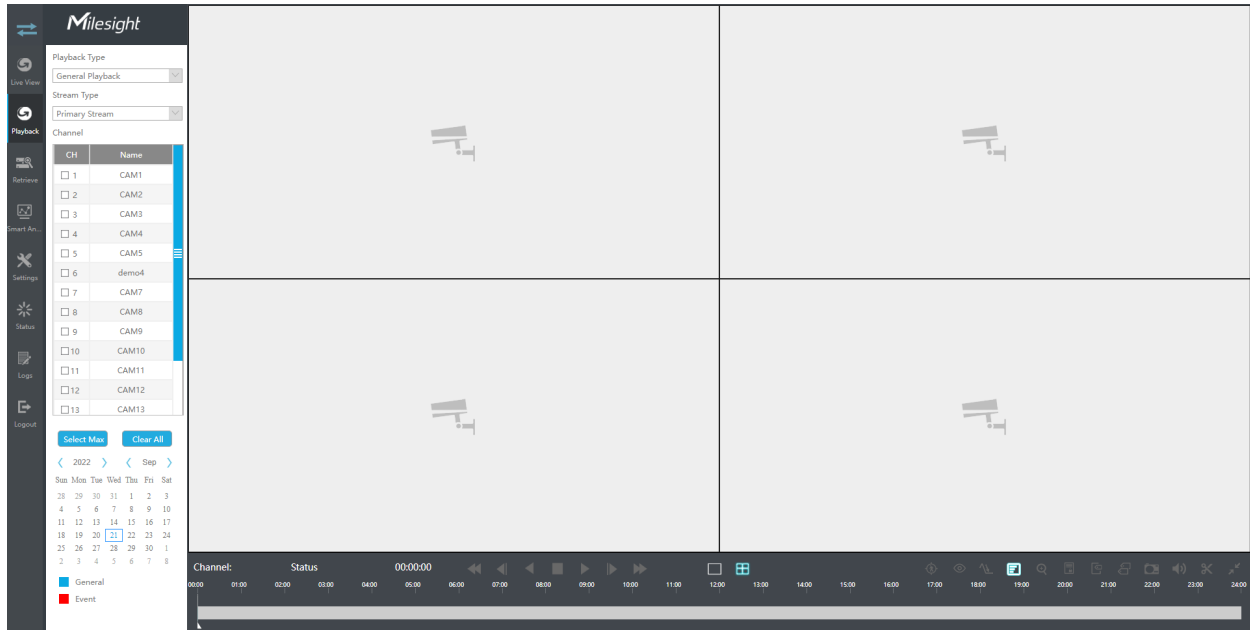 Milesight
Live View
Playback
Retrieve
Smart An...
Settings
Status
Logs
Logout
Playback Type
General Playback
Stream Type
Primary Stream
Channel
CH Name
1 CAM1
2 CAM2
3 CAM3
4 CAM4
5 CAM5
6 demo4
7 CAM7
8 CAM8
9 CAM9
10 CAM10
11 CAM11
12 CAM12
13 CAM13
Select Max Clear All
2022 Sep
Sun Mon Tue Wed Thu Fri Sat
28 29 30 31 1 2 3
4 5 6 7 8 9 10
11 12 13 14 15 16 17
18 19 20 21 22 23 24
25 26 27 28 29 30 1
2 3 4 5 6 7 8
General
Event
Channel: Status 00:00:00
00:00 01:00 02:00 03:00 04:00 05:00 06:00 07:00 08:00 09:00 10:00 11:00 12:00 13:00 14:00 15:00 16:00 17:00 18:00 19:00 20:00 21:00 22:00 23:00 24:00